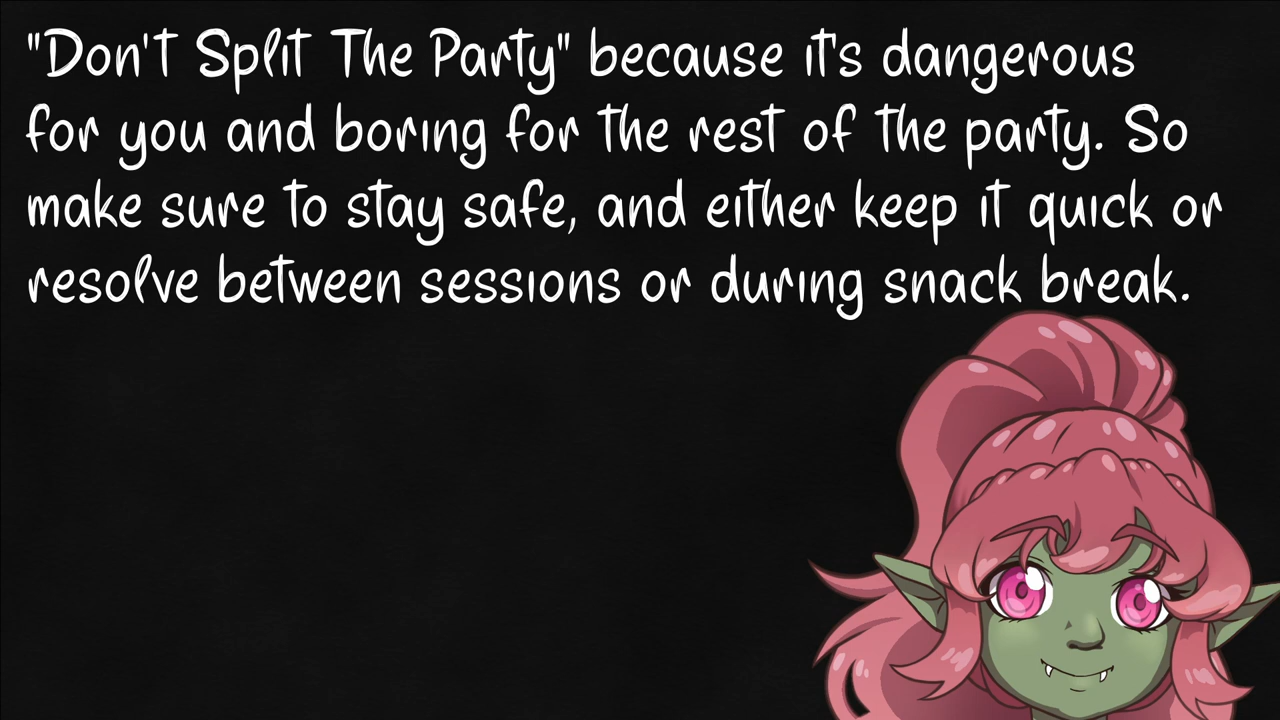 "Don't Split The Party" because it's dangerous
for you and boring for the rest of the party. So
make sure to stay safe, and either keep it quick or
resolve between sessions or during snack break.